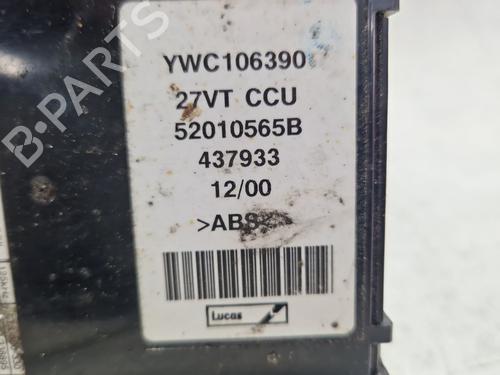 YWC106390
27VT CCU
52010565B
437933
12/00
>ABS<
Lucas
B-PARTS